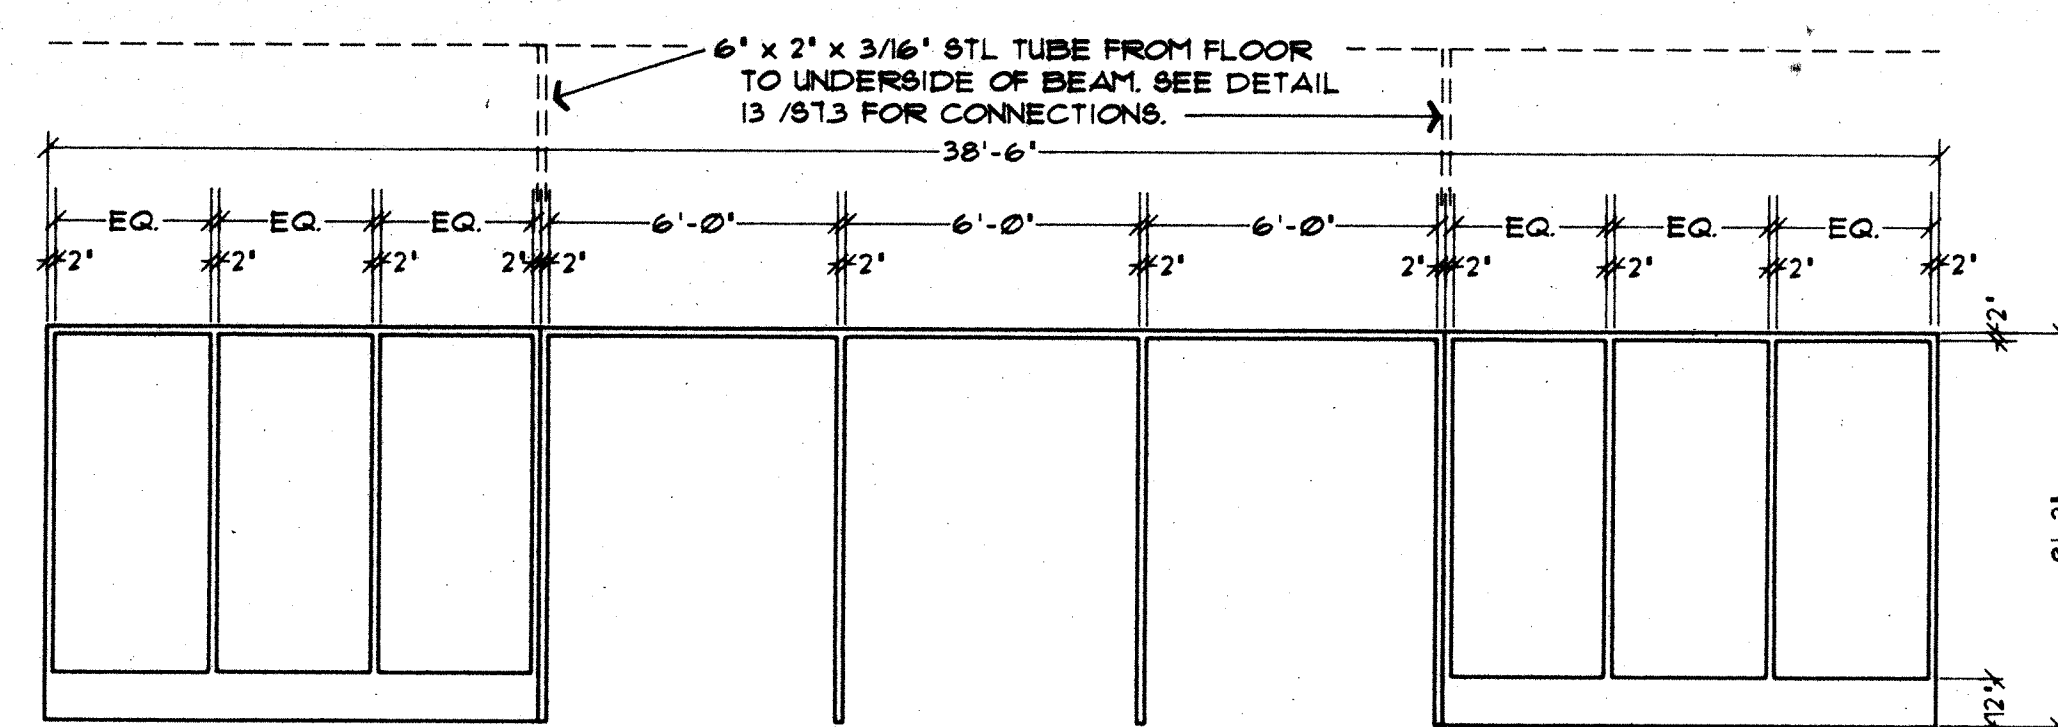 6" x 2" x 3/16" STL TUBE FROM FLOOR
TO UNDERSIDE OF BEAM. SEE DETAIL
13 /ST.3 FOR CONNECTIONS.
38'-6"
EQ. EQ. EQ. 6'-0" 6'-0" 6'-0" EQ. EQ. EQ.
2" 2" 2" 2" 2" 2" 2" 2" 2" 2" 2" 2" 2"
2"
12"